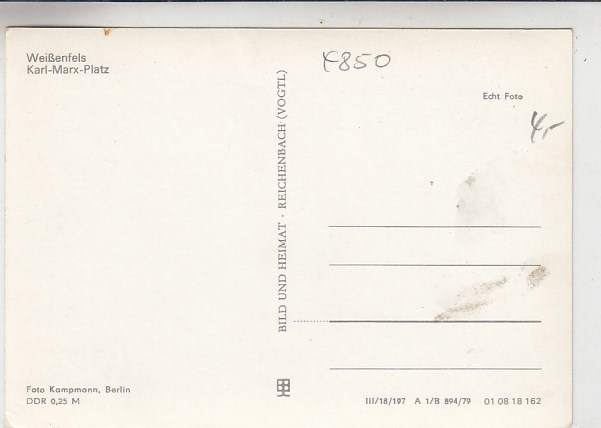 Weißenfels
Karl-Marx-Platz
Echt Foto
4,-
BILD UND HEIMAT · REICHENBACH (VOGTL)
Foto Kampmann, Berlin
DDR 0,25 M
III/18/197 A 1/B 894/79 01 08 18 162